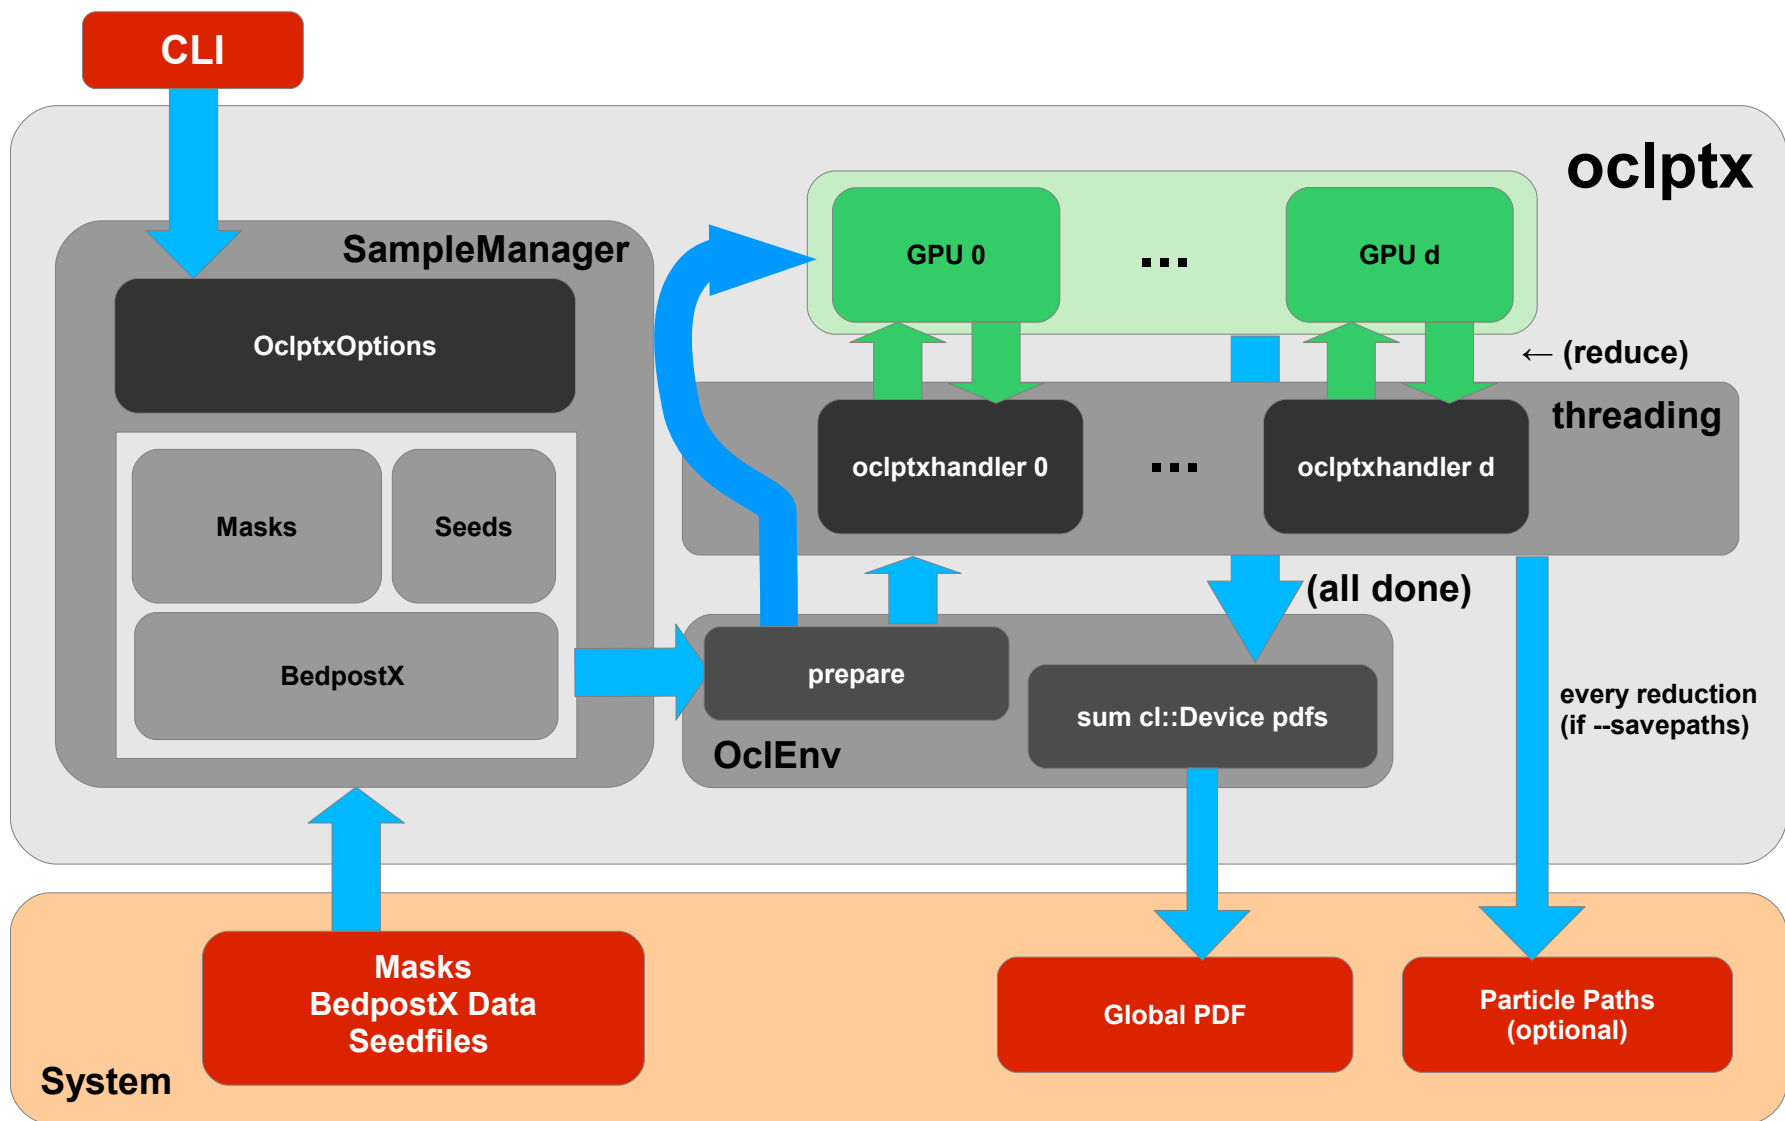 CLI
oclptx
SampleManager
OclptxOptions
Masks
Seeds
BedpostX
GPU 0
...
GPU d
← (reduce)
threading
oclptxhandler 0
...
oclptxhandler d
(all done)
prepare
sum cl::Device pdfs
OclEnv
every reduction
(if --savepaths)
Masks
BedpostX Data
Seedfiles
Global PDF
Particle Paths
(optional)
System